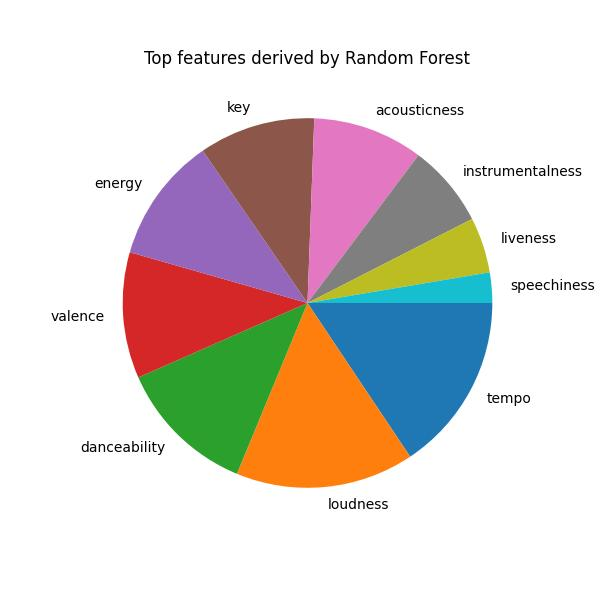 Top features derived by Random Forest
key
acousticness
energy
instrumentalness
liveness
speechiness
valence
tempo
danceability
loudness